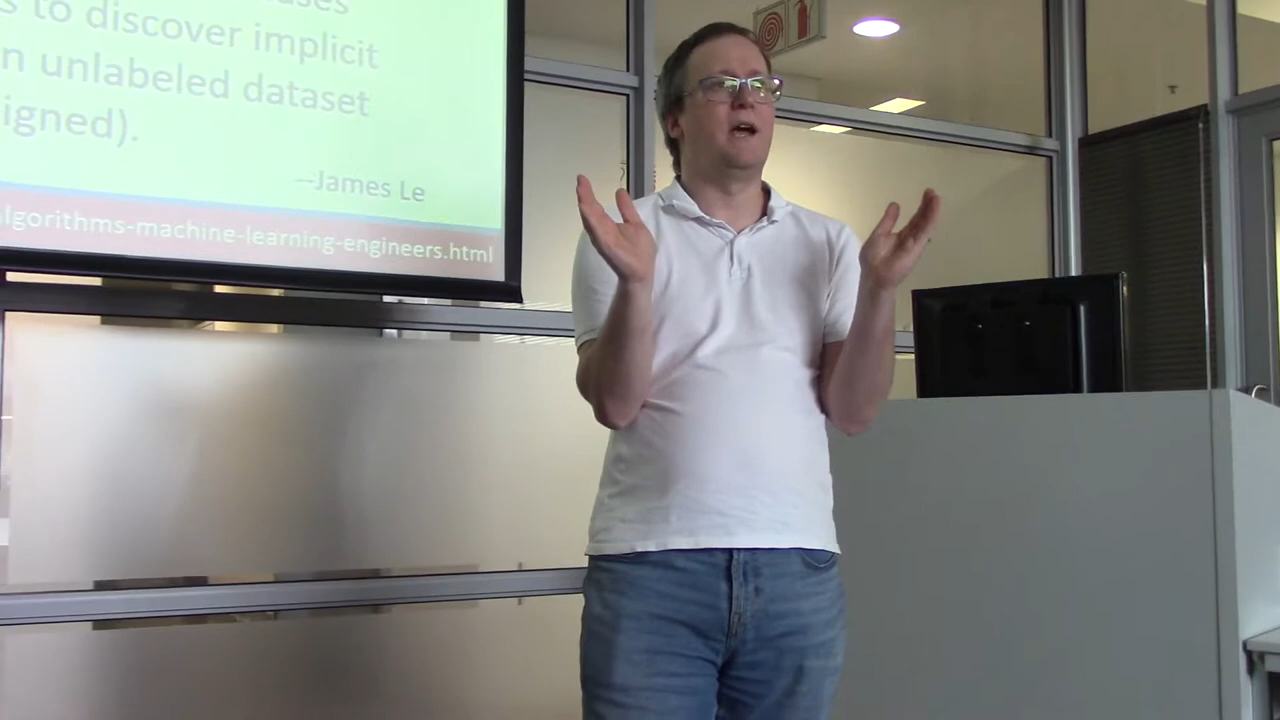 s to discover implicit
n unlabeled dataset
igned).
—James Le
lgorithms-machine-learning-engineers.html